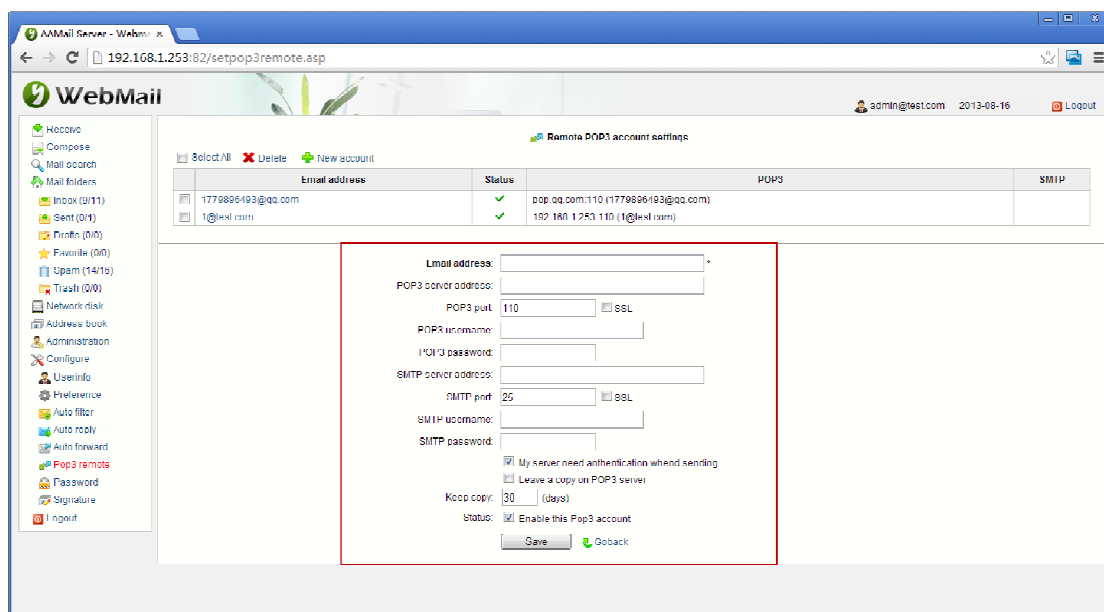 AAMail Server - Webma
192.168.1.253:82/setpop3remote.asp
WebMail
admin@test.com 2013-08-16 Logout
Receive
Compose
Mail search
Mail folders
Inbox (9/11)
Sent (0/1)
Drafts (0/0)
Favorite (0/0)
Spam (14/16)
Trash (0/0)
Network disk
Address book
Administration
Configure
Userinfo
Preference
Auto filter
Auto reply
Auto forward
Pop3 remote
Password
Signature
Logout
Remote POP3 account settings
Select All Delete New account
Email address Status POP3 SMTP
1779896493@qq.com pop.qq.com:110 (1779896493@qq.com)
1@test.com 192.168.1.253:110 (1@test.com)
Email address: *
POP3 server address:
POP3 port: 110 SSL
POP3 username:
POP3 password:
SMTP server address:
SMTP port: 25 SSL
SMTP username:
SMTP password:
My server need anthentication whend sending
Leave a copy on POP3 server
Keep copy: 30 (days)
Status: Enable this Pop3 account
Save Goback